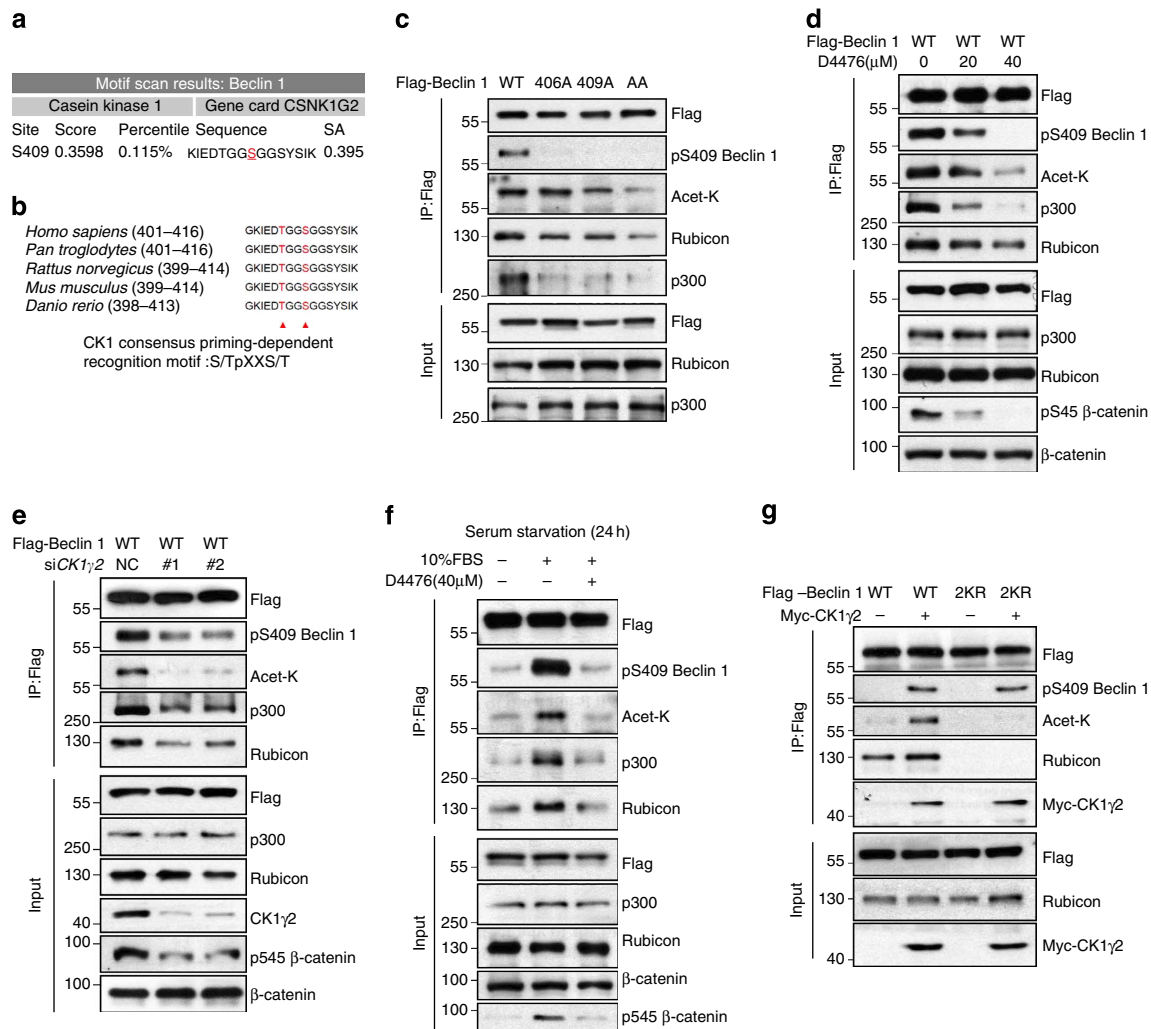 a
Motif scan results: Beclin 1
Casein kinase 1 Gene card CSNK1G2
Site Score Percentile Sequence SA
S409 0.3598 0.115% KIEDTGGSGGSYSIK 0.395
b
Homo sapiens (401–416) GKIEDTGGSGGSYSIK
Pan troglodytes (401–416) GKIEDTGGSGGSYSIK
Rattus norvegicus (399–414) GKIEDTGGSGGSYSIK
Mus musculus (399–414) GKIEDTGGSGGSYSIK
Danio rerio (398–413) GKIEDTGGSGGSYSIK
CK1 consensus priming-dependent
recognition motif :S/TpXXS/T
c
Flag-Beclin 1 WT 406A 409A AA
IP:Flag
55 Flag
pS409 Beclin 1
55 Acet-K
130 Rubicon
250 p300
Input
55 Flag
130 Rubicon
250 p300
d
Flag-Beclin 1 WT WT WT
D4476(μM) 0 20 40
IP:Flag
55 Flag
55 pS409 Beclin 1
55 Acet-K
250 p300
130 Rubicon
Input
55 Flag
250 p300
130 Rubicon
100 pS45 β-catenin
100 β-catenin
e
Flag-Beclin 1 WT WT WT
siCK1γ2 NC #1 #2
IP:Flag
55 Flag
55 pS409 Beclin 1
55 Acet-K
250 p300
130 Rubicon
Input
55 Flag
250 p300
130 Rubicon
40 CK1γ2
100 p545 β-catenin
100 β-catenin
f
Serum starvation (24 h)
10%FBS – + +
D4476(40μM) – – +
IP:Flag
55 Flag
55 pS409 Beclin 1
55 Acet-K
250 p300
130 Rubicon
Input
55 Flag
250 p300
130 Rubicon
100 β-catenin
100 p545 β-catenin
g
Flag –Beclin 1 WT WT 2KR 2KR
Myc-CK1γ2 – + – +
IP:Flag
55 Flag
pS409 Beclin 1
55 Acet-K
130 Rubicon
40 Myc-CK1γ2
Input
55 Flag
130 Rubicon
40 Myc-CK1γ2